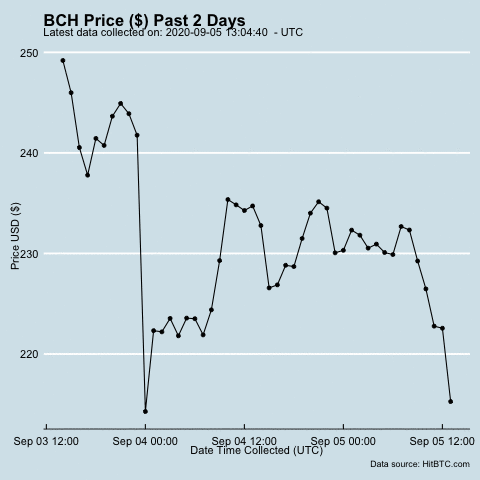 BCH Price ($) Past 2 Days
Latest data collected on: 2020-09-05 13:04:40 - UTC
250
240
230
220
Price USD ($)
Sep 03 12:00 Sep 04 00:00 Sep 04 12:00 Sep 05 00:00 Sep 05 12:00
Date Time Collected (UTC)
Data source: HitBTC.com